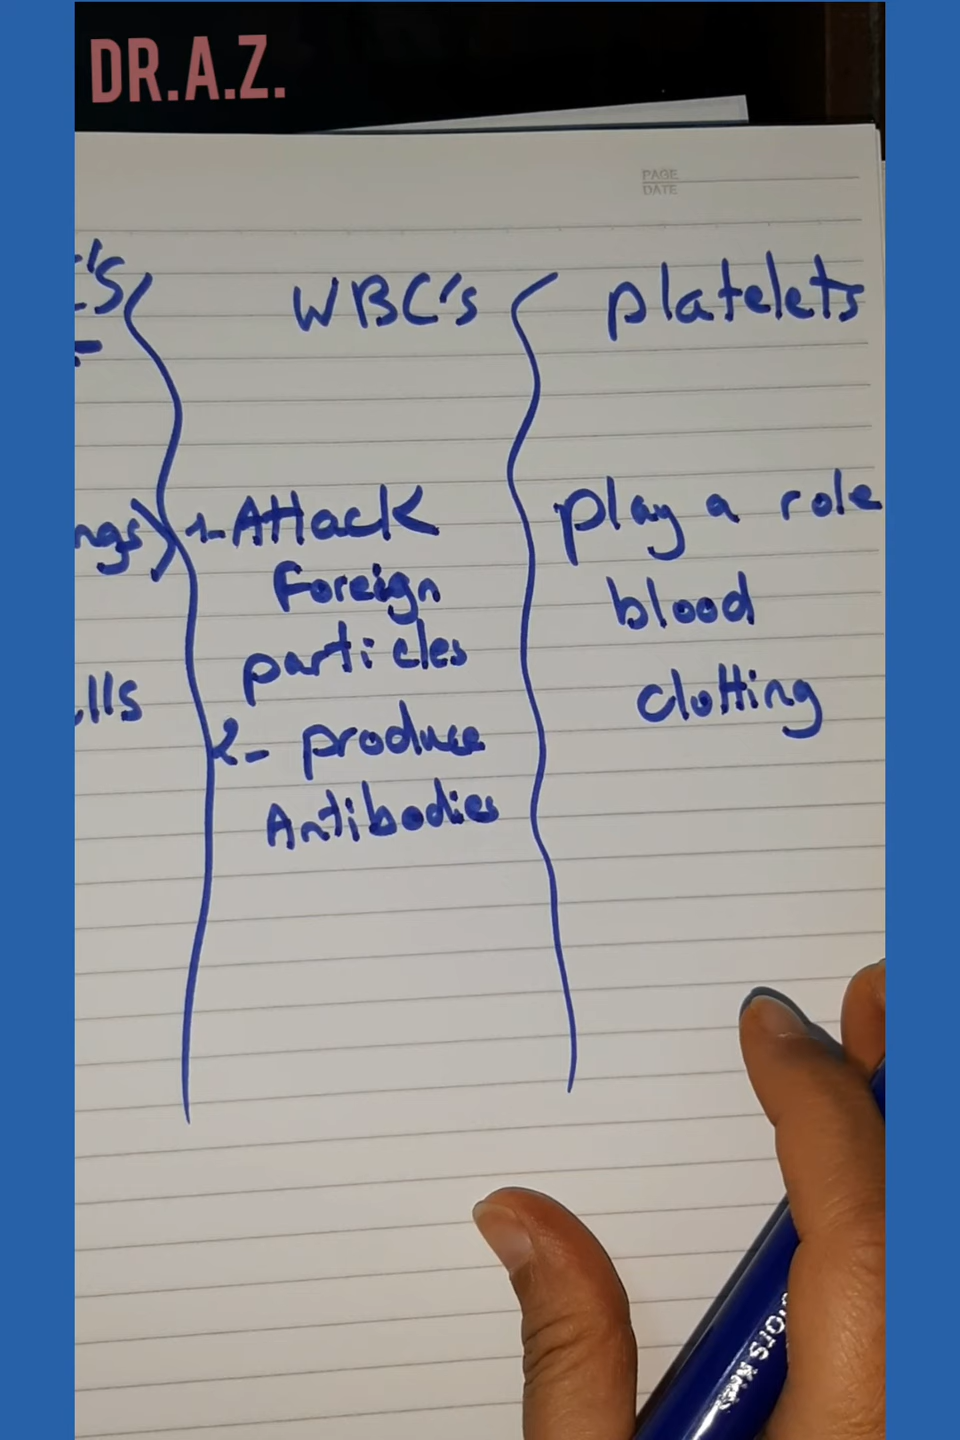 DR.A.Z.
PAGE
DATE
WBC's
platelets
1- Attack
Foreign
particles
2- produce
Antibodies
play a role
blood
clotting